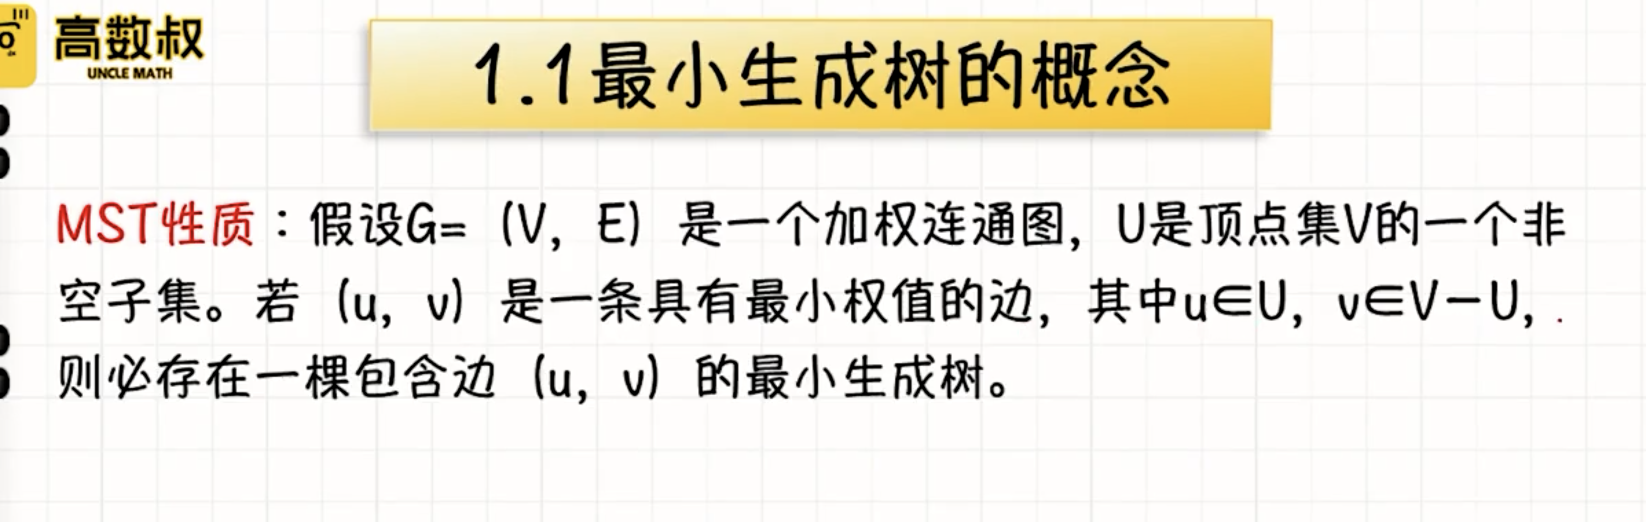 高数叔
UNCLE MATH
1.1最小生成树的概念
MST性质：假设G=（V，E）是一个加权连通图，U是顶点集V的一个非
空子集。若（u，v）是一条具有最小权值的边，其中u∈U，v∈V－U，
则必存在一棵包含边（u，v）的最小生成树。